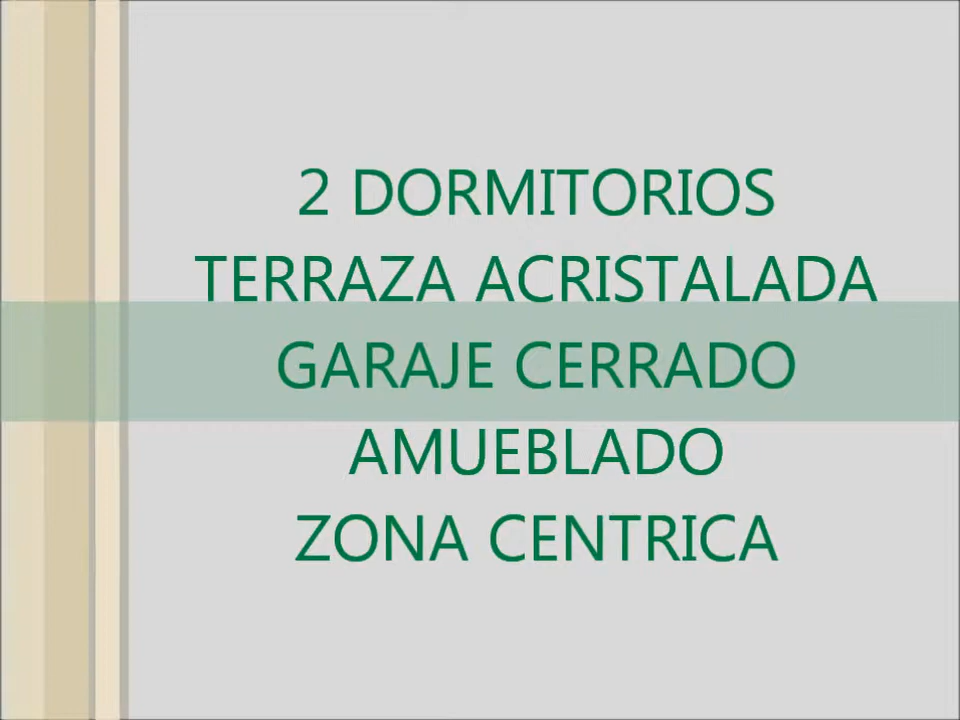 2 DORMITORIOS
TERRAZA ACRISTALADA
GARAJE CERRADO
AMUEBLADO
ZONA CENTRICA